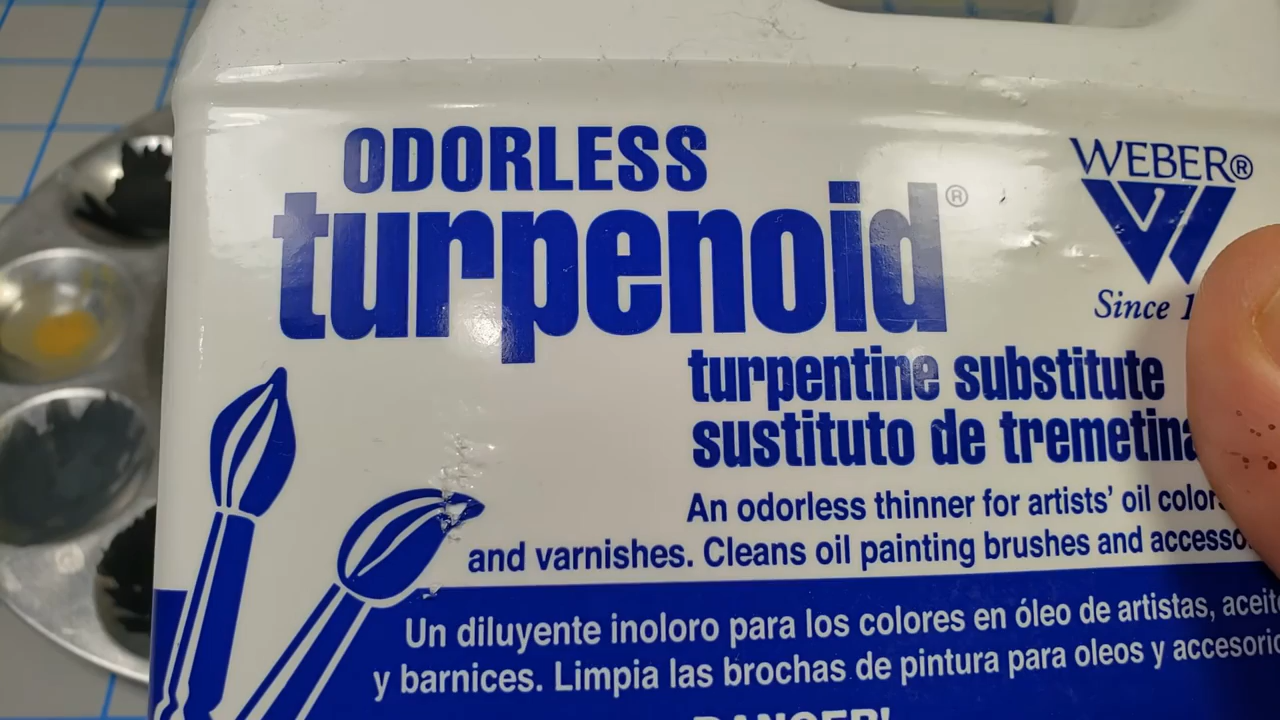 ODORLESS
turpenoid®
WEBER®
Since
turpentine substitute
sustituto de tremetina
An odorless thinner for artists' oil colors
and varnishes. Cleans oil painting brushes and
Un diluyente inoloro para los colores en óleo de artistas,
y barnices. Limpia las brochas de pintura para oleos y
DANGER!